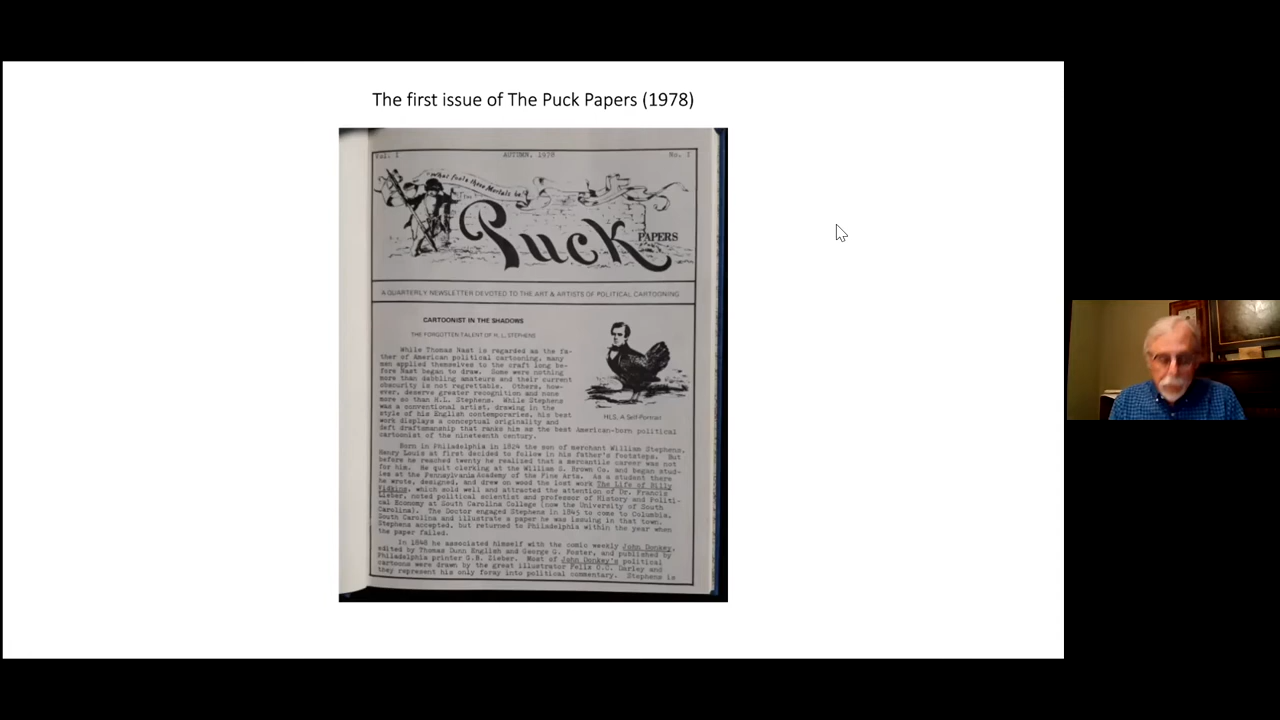 The first issue of The Puck Papers (1978)
Vol. I AUTUMN, 1978 No. I
What fools these Mortals be!
The
Puck
PAPERS
A QUARTERLY NEWSLETTER DEVOTED TO THE ART & ARTISTS OF POLITICAL CARTOONING
CARTOONIST IN THE SHADOWS
THE FORGOTTEN TALENT OF H. L. STEPHENS
While Thomas Nast is regarded as the fa-
ther of American political cartooning, many
men applied themselves to the craft long be-
fore Nast began to draw. Some were nothing
more than dabbling amateurs and their current
obscurity is not regrettable. Others, how-
ever, deserve greater recognition and none
more so than H.L. Stephens. While Stephens
was a conventional artist, drawing in the
style of his English contemporaries, his best
work displays a conceptual originality and
deft draftsmanship that ranks him as the best American-born political
cartoonist of the nineteenth century.
HLS, A Self-Portrait
Born in Philadelphia in 1824 the son of merchant William Stephens,
Henry Louis at first decided to follow in his father's footsteps. But
before he reached twenty he realized that a mercantile career was not
for him. He quit clerking at the William S. Brown Co. and began stud-
ies at the Pennsylvania Academy of the Fine Arts. As a student there
he wrote, designed, and drew on wood the lost work The Life of Billy
which sold well and attracted the attention of Dr. Francis
Lieber, noted political scientist and professor of History and Politi-
cal Economy at South Carolina College (now the University of South
Carolina). The Doctor engaged Stephens in 1845 to come to Columbia,
South Carolina and illustrate a paper he was issuing in that town.
Stephens accepted, but returned to Philadelphia within the year when
the paper failed.
In 1848 he associated himself with the comic weekly John Donkey,
edited by Thomas Dunn English and George G. Foster, and published by
Philadelphia printer G.B. Zieber. Most of John Donkey's political
cartoons were drawn by the great illustrator Felix O.C. Darley and
they represent his only foray into political commentary. Stephens is